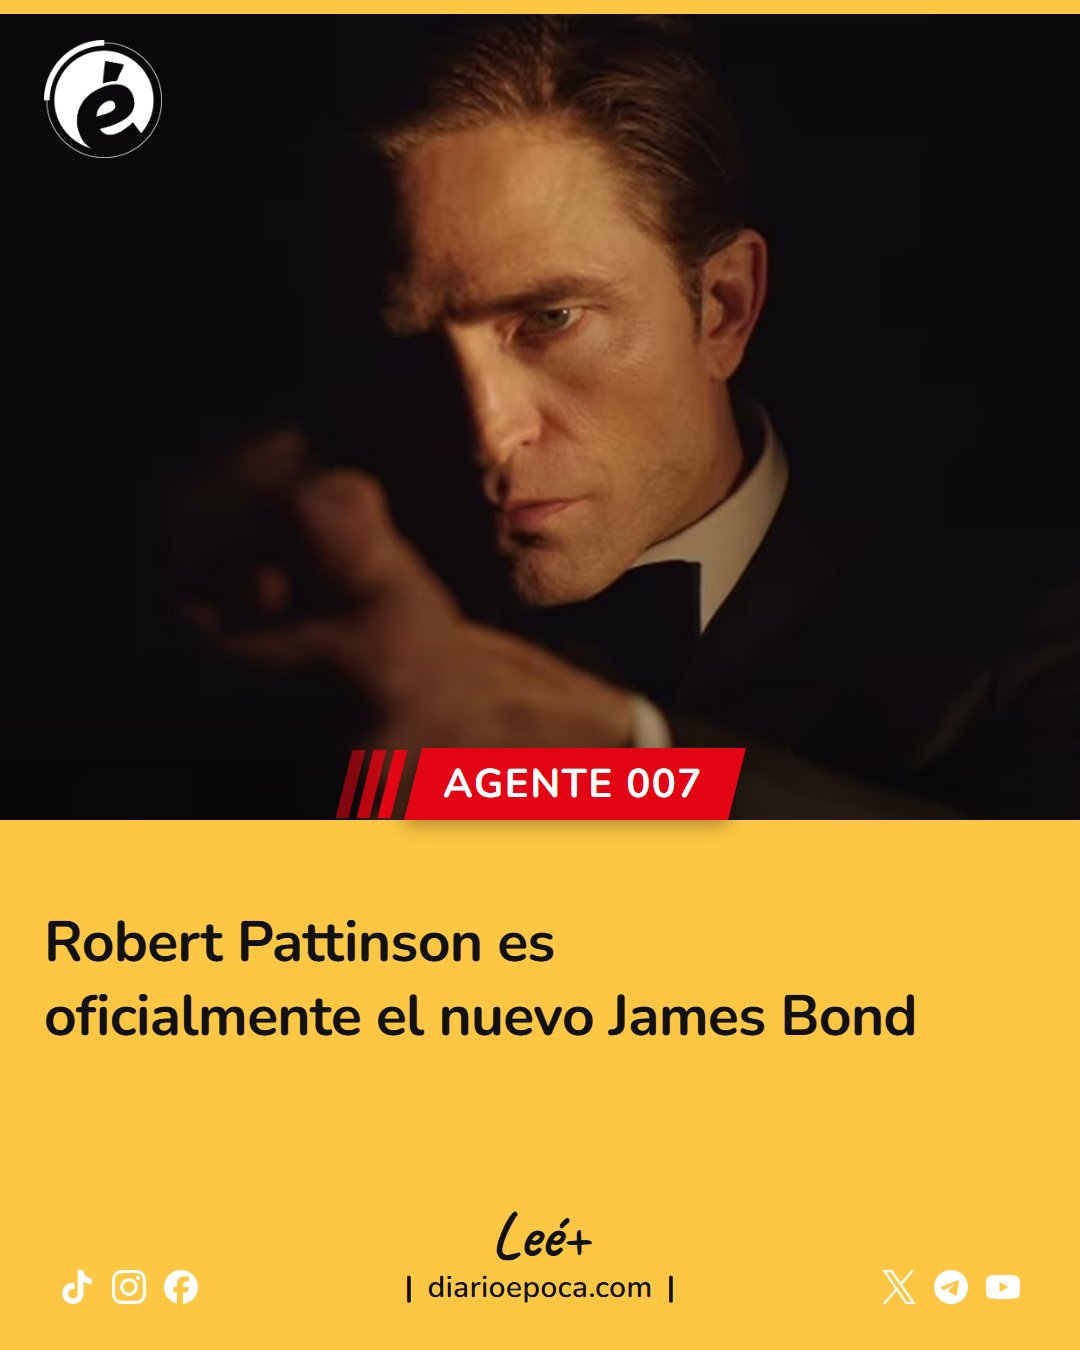 é
AGENTE 007
Robert Pattinson es
oficialmente el nuevo James Bond
Leé+
| diarioepoca.com |